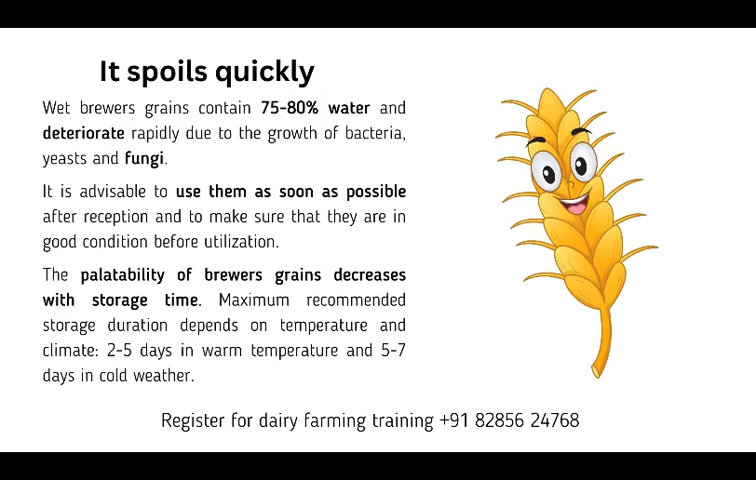 It spoils quickly
Wet brewers grains contain 75-80% water and
deteriorate rapidly due to the growth of bacteria,
yeasts and fungi.
It is advisable to use them as soon as possible
after reception and to make sure that they are in
good condition before utilization.
The palatability of brewers grains decreases
with storage time. Maximum recommended
storage duration depends on temperature and
climate: 2-5 days in warm temperature and 5-7
days in cold weather.
Register for dairy farming training +91 82856 24768